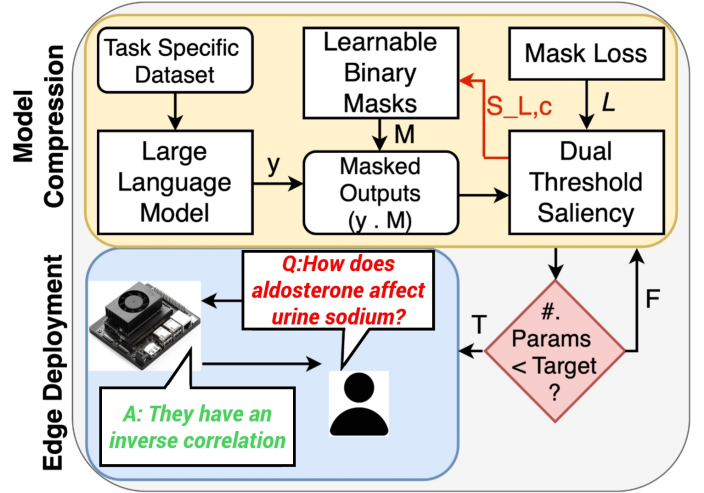 Model
Compression
Task Specific
Dataset
Learnable
Binary
Masks
Mask Loss
S_L,c
L
M
Large
Language
Model
y
Masked
Outputs
(y . M)
Dual
Threshold
Saliency
Edge Deployment
Q:How does
aldosterone affect
urine sodium?
A: They have an
inverse correlation
T
#.
Params
< Target
?
F